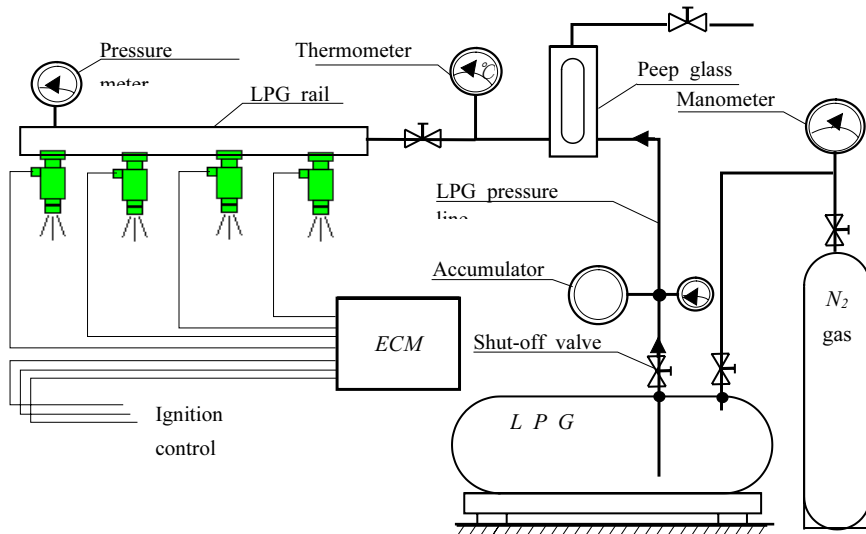 Pressure
meter
Thermometer
℃
LPG rail
Peep glass
Manometer
LPG pressure
line
Accumulator
N2
gas
ECM
Shut-off valve
Ignition
control
L P G